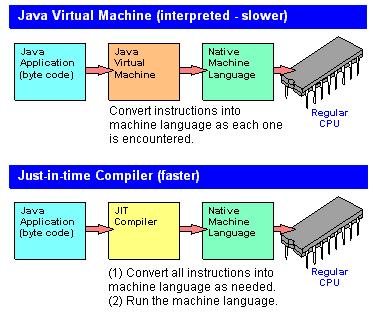 Java Virtual Machine (interpreted - slower)
Java
Application
(byte code)
Java
Virtual
Machine
Native
Machine
Language
Convert instructions into
machine language as each one
is encountered.
Regular
CPU
Just-in-time Compiler (faster)
Java
Application
(byte code)
JIT
Compiler
Native
Machine
Language
(1) Convert all instructions into
machine language as needed.
(2) Run the machine language.
Regular
CPU